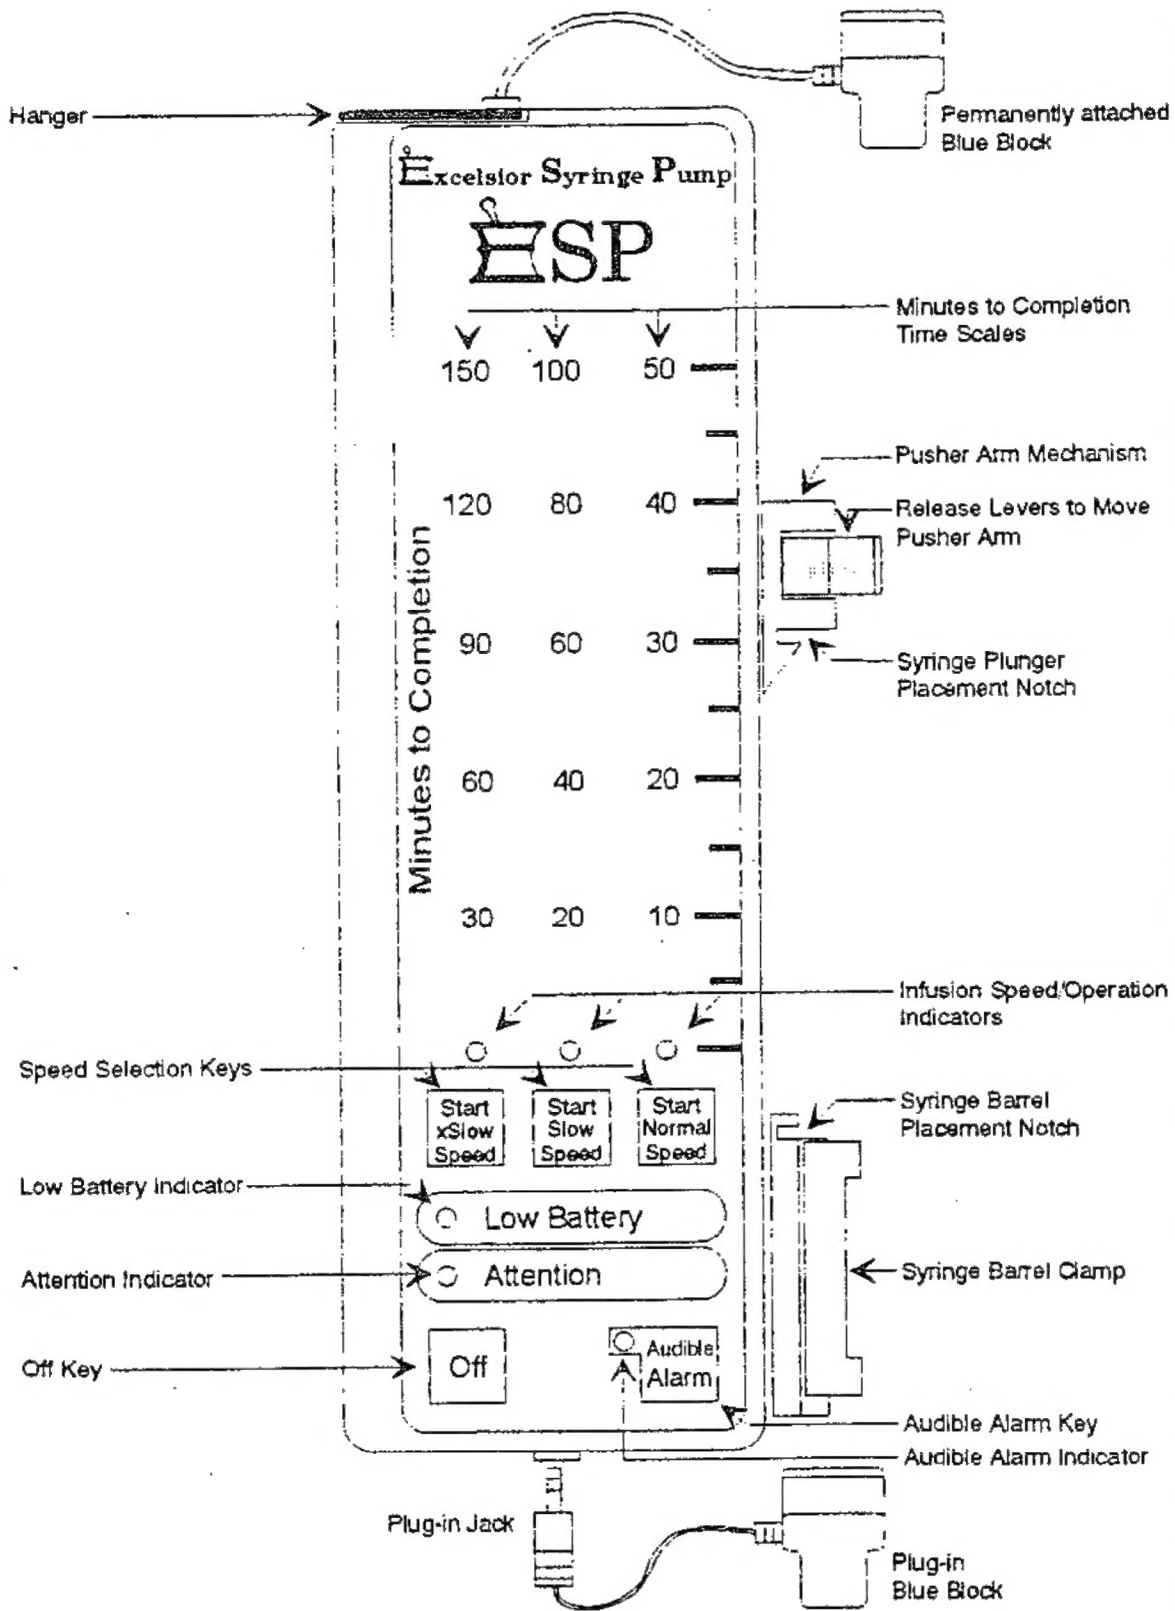 Hanger
Permanently attached
Blue Block
Excelsior Syringe Pump
ESP
Minutes to Completion
Time Scales
150 100 50
Pusher Arm Mechanism
120 80 40
Release Levers to Move
Pusher Arm
Minutes to Completion
90 60 30
Syringe Plunger
Placement Notch
60 40 20
30 20 10
Infusion Speed/Operation
Indicators
Speed Selection Keys
Start
xSlow
Speed
Start
Slow
Speed
Start
Normal
Speed
Syringe Barrel
Placement Notch
Low Battery Indicator
Low Battery
Attention Indicator
Attention
Syringe Barrel Clamp
Off Key
Off
Audible
Alarm
Audible Alarm Key
Audible Alarm Indicator
Plug-in Jack
Plug-in
Blue Block